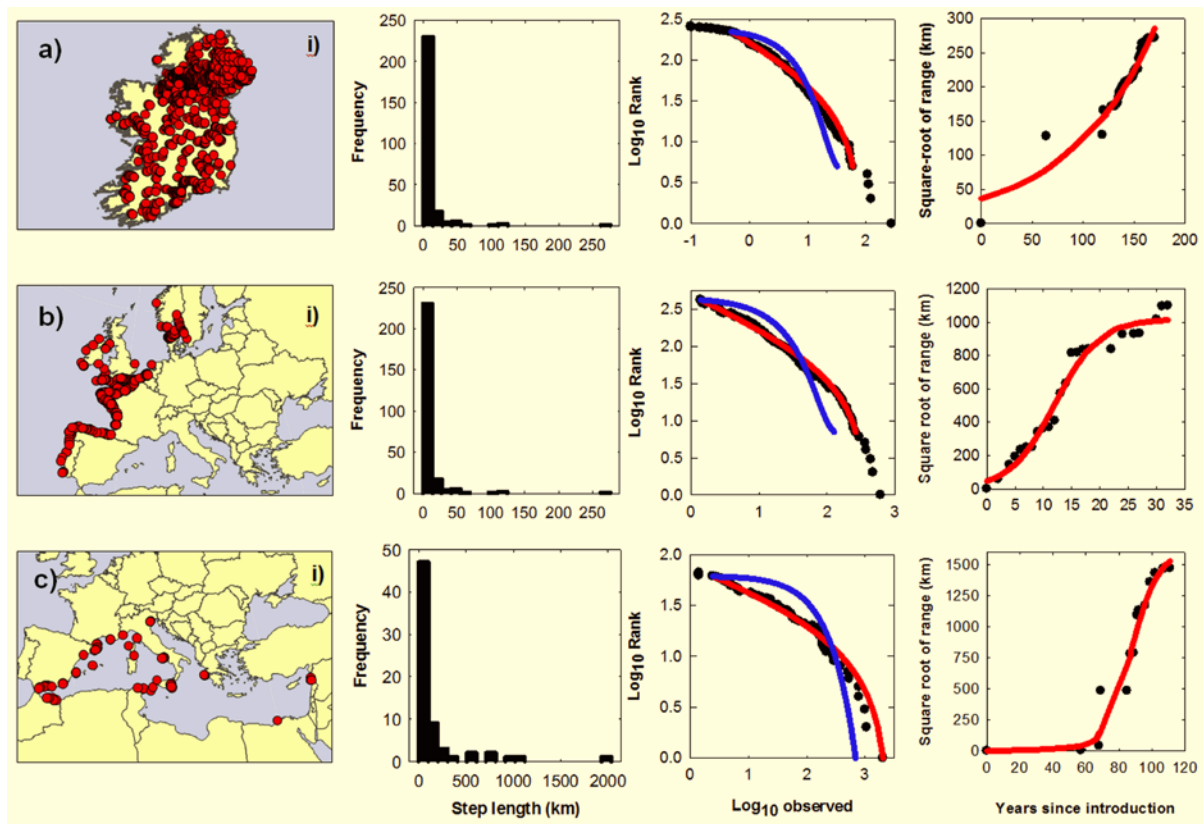 a)
i)
Frequency
250
200
150
100
50
0
0 50 100 150 200 250
Log10 Rank
2.5
2.0
1.5
1.0
0.5
0.0
-1 0 1 2
Square-root of range (km)
300
250
200
150
100
50
0
0 50 100 150 200
b)
i)
Frequency
250
200
150
100
50
0
0 50 100 150 200 250
Log10 Rank
2.5
2.0
1.5
1.0
0.5
0.0
0 1 2 3
Square root of range (km)
1200
1000
800
600
400
200
0
0 5 10 15 20 25 30 35
c)
i)
Frequency
50
40
30
20
10
0
0 500 1000 1500 2000
Step length (km)
Log10 Rank
2.0
1.5
1.0
0.5
0.0
0 1 2 3
Log10 observed
Square root of range (km)
1500
1250
1000
750
500
250
0
0 20 40 60 80 100 120
Years since introduction